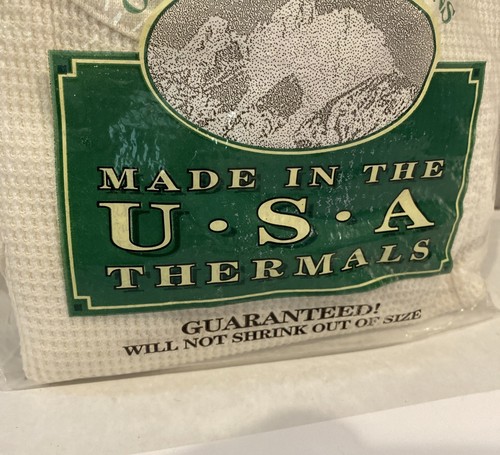 MADE IN THE
U·S·A
THERMALS
GUARANTEED!
WILL NOT SHRINK OUT OF SIZE